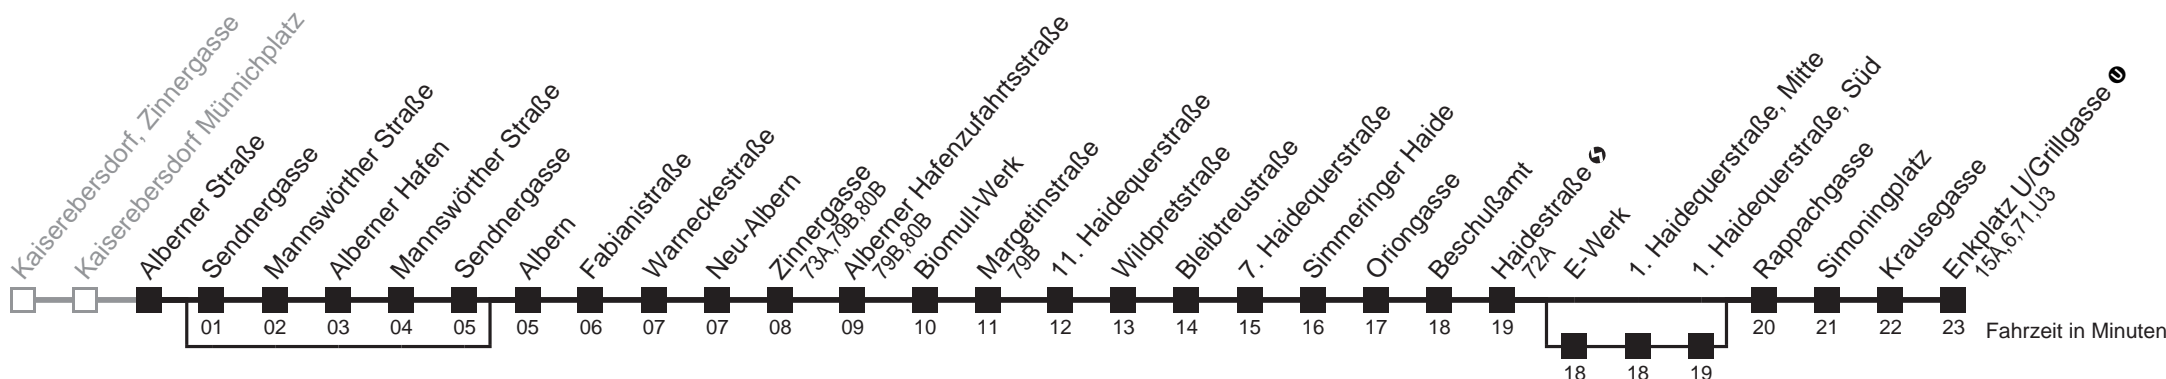 Kaiserebersdorf, Zinnergasse
Kaiserebersdorf Münnichplatz
Alberner Straße
Sendnergasse
01
Mannswörther Straße
02
Alberner Hafen
03
Mannswörther Straße
04
Sendnergasse
05
Albern
05
Fabianistraße
06
Warneckestraße
07
Neu-Albern
07
Zinnergasse
73A,79B,80B
08
Alberner Hafenzufahrtsstraße
79B,80B
09
Biomull-Werk
10
Margetinstraße
79B
11
11. Haidequerstraße
12
Wildpretstraße
13
Bleibtreustraße
14
7. Haidequerstraße
15
Simmeringer Haide
16
Oriongasse
17
Beschußamt
18
Haidestraße
72A
19
E-Werk
18
1. Haidequerstraße, Mitte
18
1. Haidequerstraße, Süd
19
Rappachgasse
20
Simoningplatz
21
Krausegasse
22
Enkplatz U/Grillgasse U
15A,6,71,U3
23
Fahrzeit in Minuten